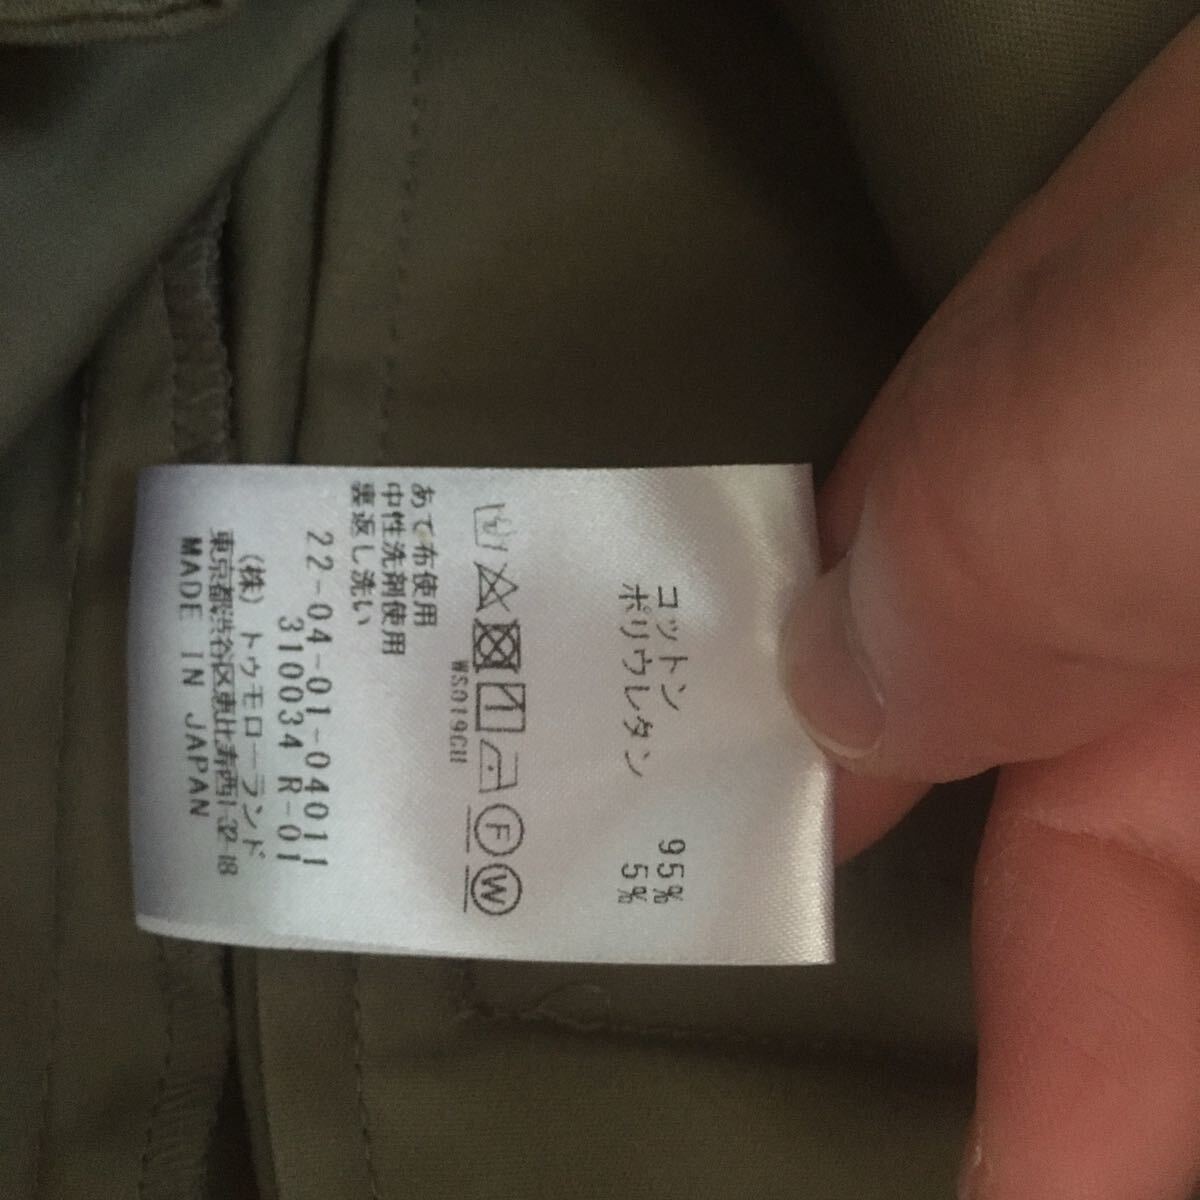 コットン 95%
ポリウレタン 5%
F W
WS019CH
あて布使用
中性洗剤使用
裏返し洗い
22-04-01-04011
310034 R-01
(株)トゥモローランド
東京都渋谷区恵比寿西1-32-18
MADE IN JAPAN